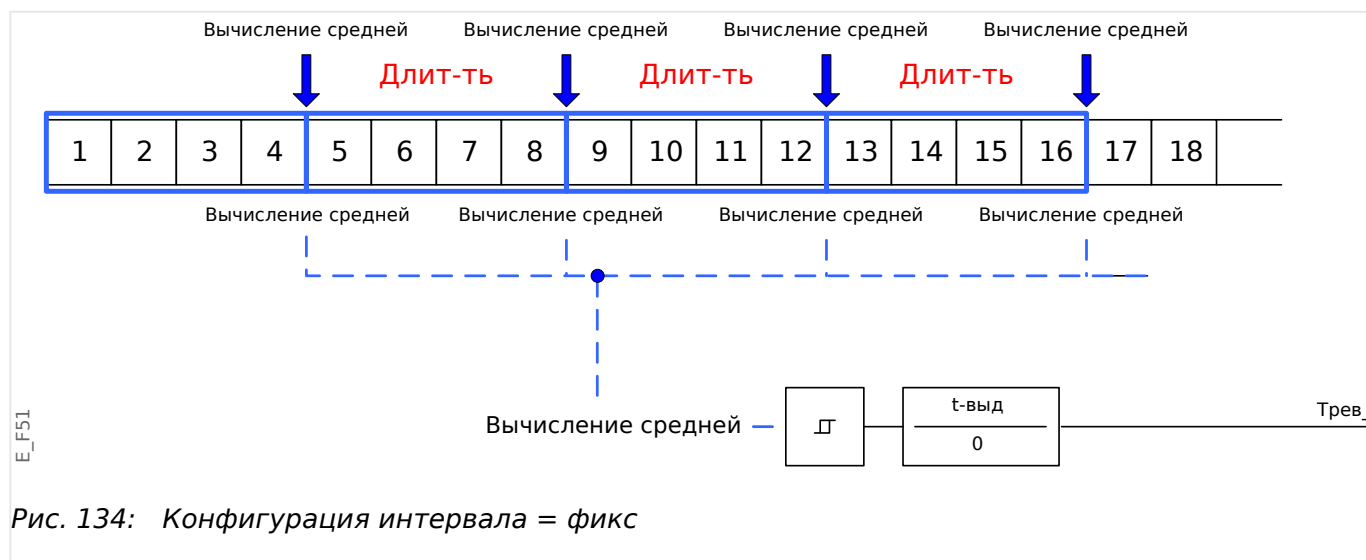 Вычисление средней Вычисление средней Вычисление средней Вычисление средней
Длит-ть Длит-ть Длит-ть
1 2 3 4 5 6 7 8 9 10 11 12 13 14 15 16 17 18
Вычисление средней Вычисление средней Вычисление средней Вычисление средней
t-выд
Вычисление средней
0
Трев_
E_F51
Рис. 134: Конфигурация интервала = фикс